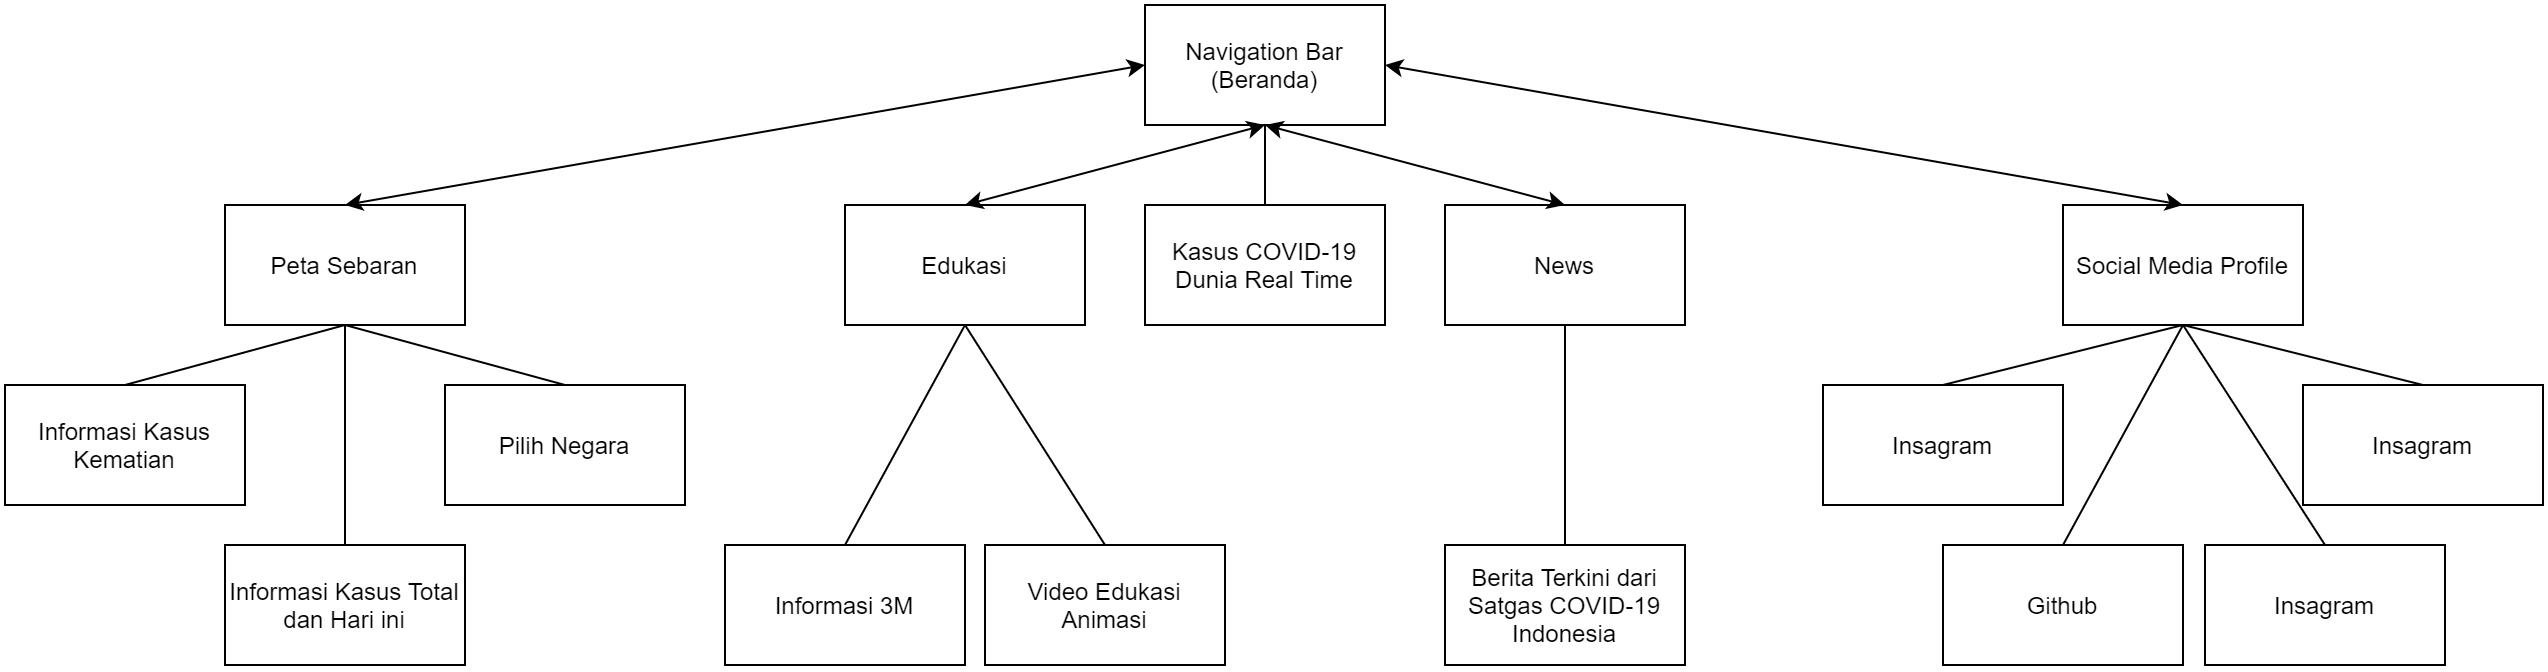 Navigation Bar
(Beranda)
Peta Sebaran
Edukasi
Kasus COVID-19
Dunia Real Time
News
Social Media Profile
Informasi Kasus
Kematian
Pilih Negara
Insagram
Insagram
Informasi Kasus Total
dan Hari ini
Informasi 3M
Video Edukasi
Animasi
Berita Terkini dari
Satgas COVID-19
Indonesia
Github
Insagram